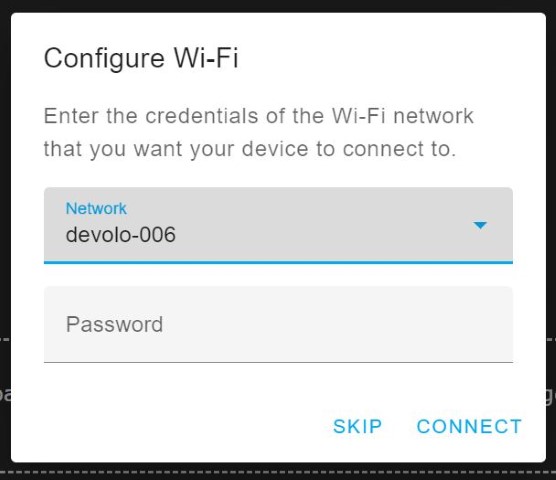 Configure Wi-Fi
Enter the credentials of the Wi-Fi network
that you want your device to connect to.
Network
devolo-006
Password
SKIP CONNECT